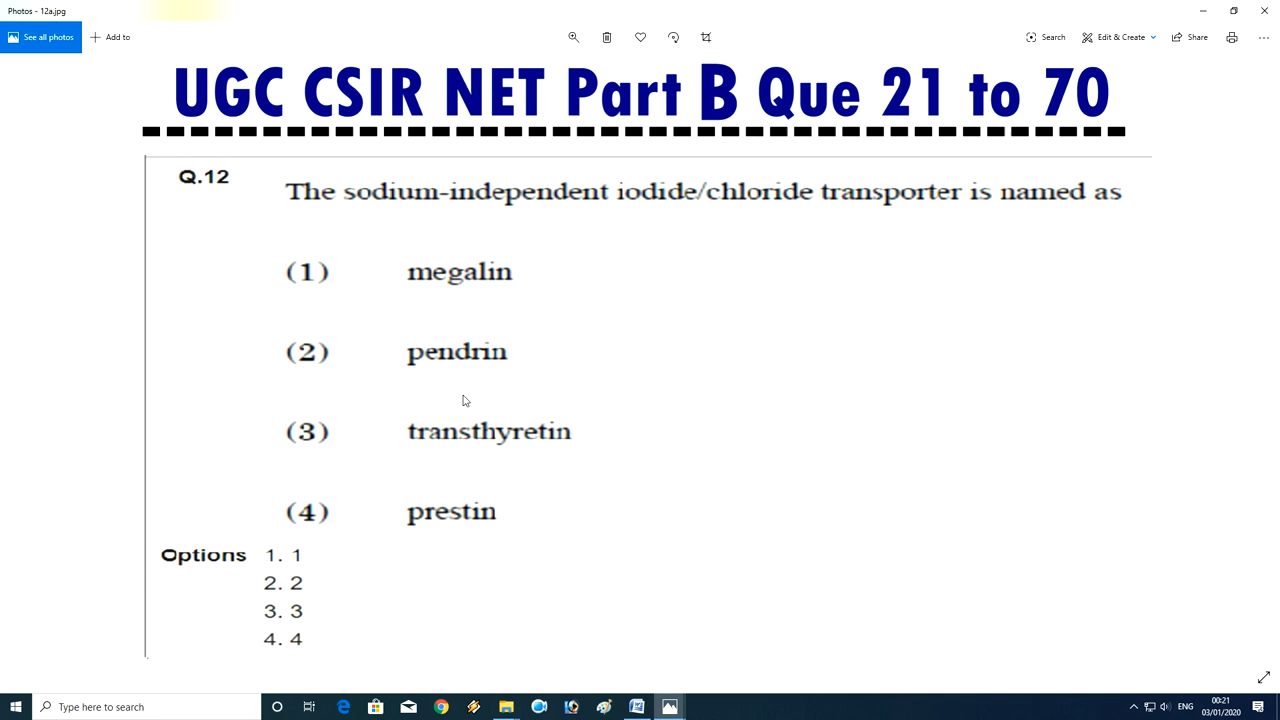 Photos - 12a.jpg
See all photos
Add to
Search
Edit & Create
Share
UGC CSIR NET Part B Que 21 to 70
Q.12
The sodium-independent iodide/chloride transporter is named as
(1) megalin
(2) pendrin
(3) transthyretin
(4) prestin
Options 1. 1
2. 2
3. 3
4. 4
Type here to search
ENG
00:21
03/01/2020